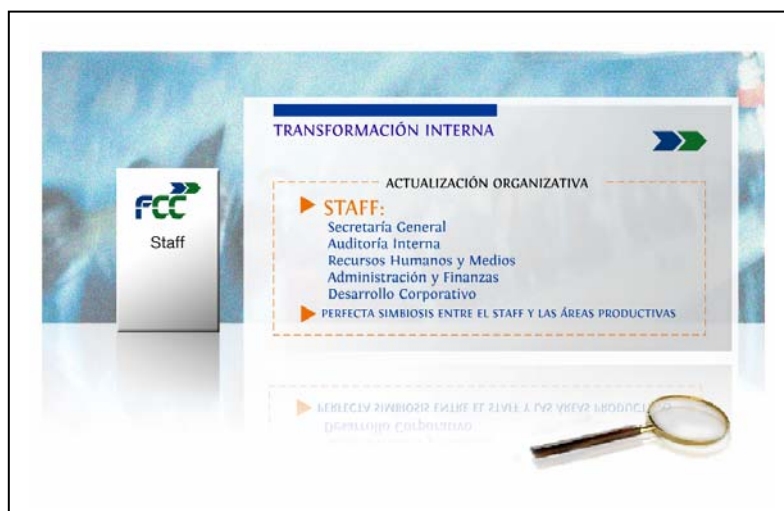 TRANSFORMACIÓN INTERNA
FCC
Staff
ACTUALIZACIÓN ORGANIZATIVA
STAFF:
Secretaría General
Auditoría Interna
Recursos Humanos y Medios
Administración y Finanzas
Desarrollo Corporativo
PERFECTA SIMBIOSIS ENTRE EL STAFF Y LAS ÁREAS PRODUCTIVAS